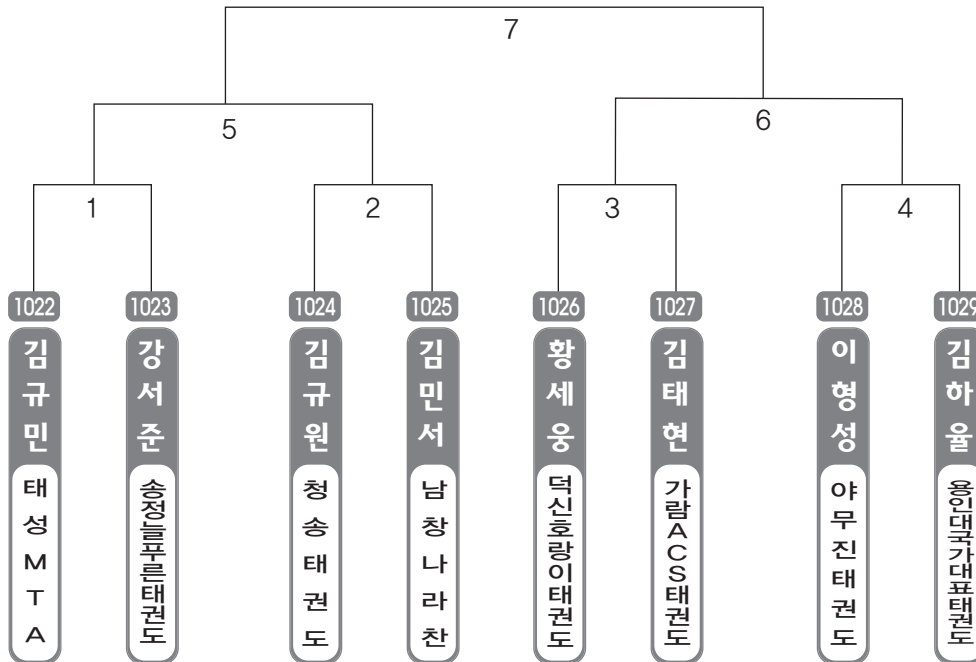 7
5
6
1
2
3
4
1022
1023
1024
1025
1026
1027
1028
1029
김규민
강서준
김규원
김민서
황세웅
김태현
이형성
김하율
태성MTA
송정늘푸른태권도
청송태권도
남창나라찬
덕신호랑이태권도
가람ACS태권도
야무진태권도
용인대국가대표태권도